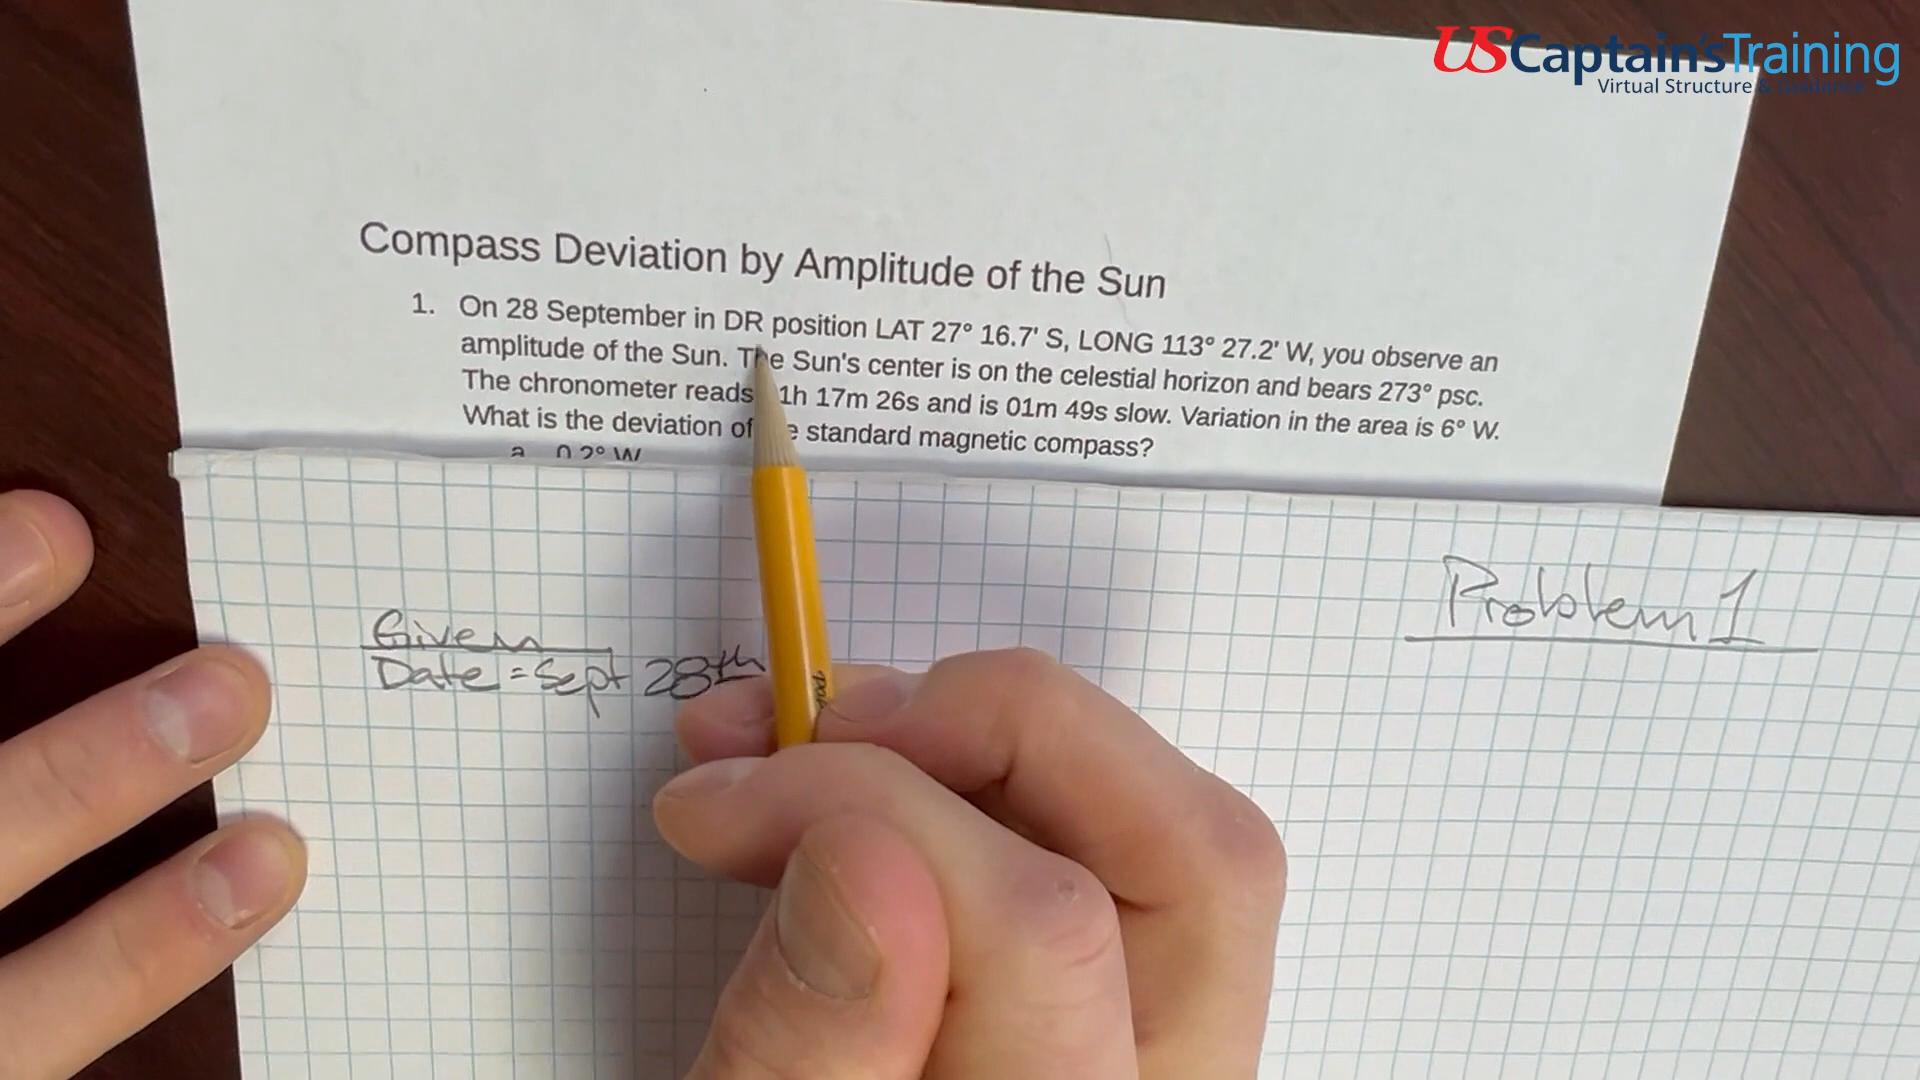 USCaptain'sTraining
Virtual Structure & Guidance
Compass Deviation by Amplitude of the Sun
1. On 28 September in DR position LAT 27° 16.7' S, LONG 113° 27.2' W, you observe an
amplitude of the Sun. The Sun's center is on the celestial horizon and bears 273° psc.
The chronometer reads 1h 17m 26s and is 01m 49s slow. Variation in the area is 6° W.
What is the deviation of standard magnetic compass?
a. 0.2° W
Problem 1
Given
Date = Sept 28th